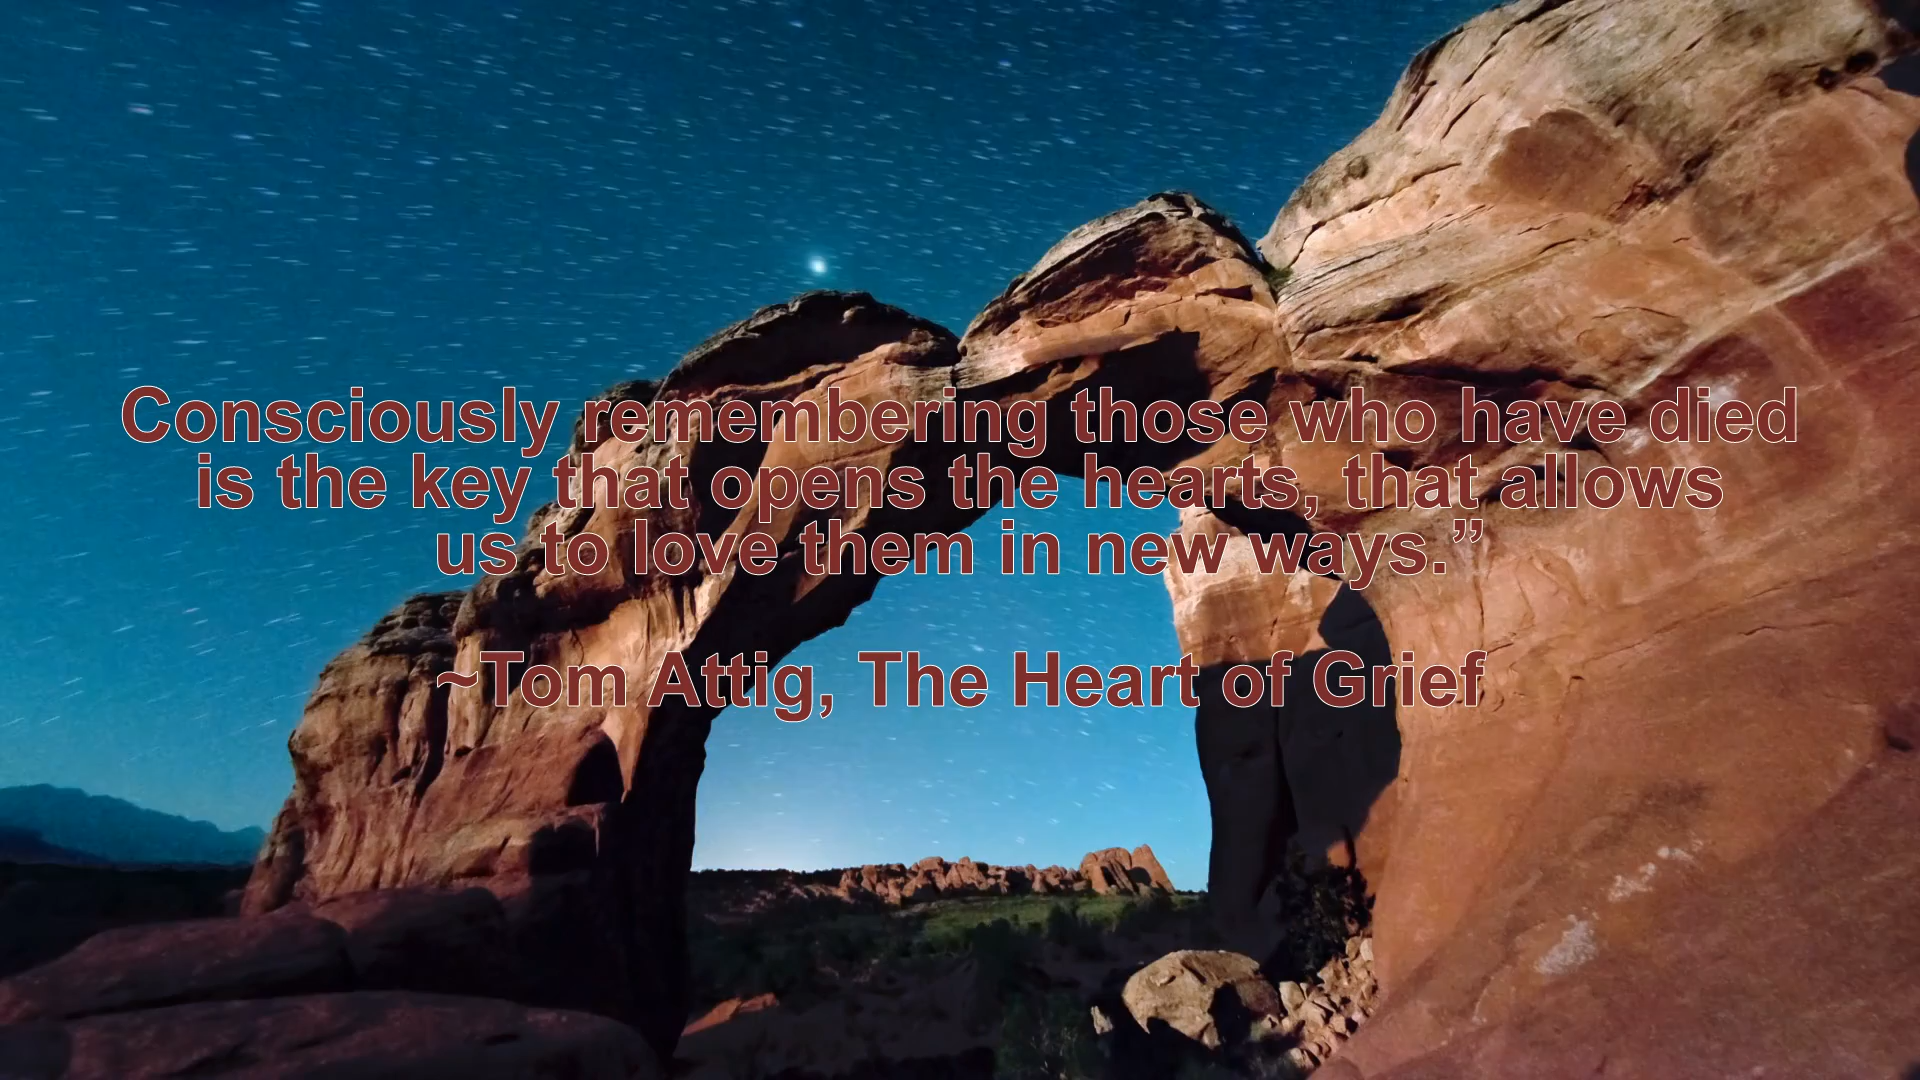 Consciously remembering those who have died
is the key that opens the hearts, that allows
us to love them in new ways.”
~Tom Attig, The Heart of Grief